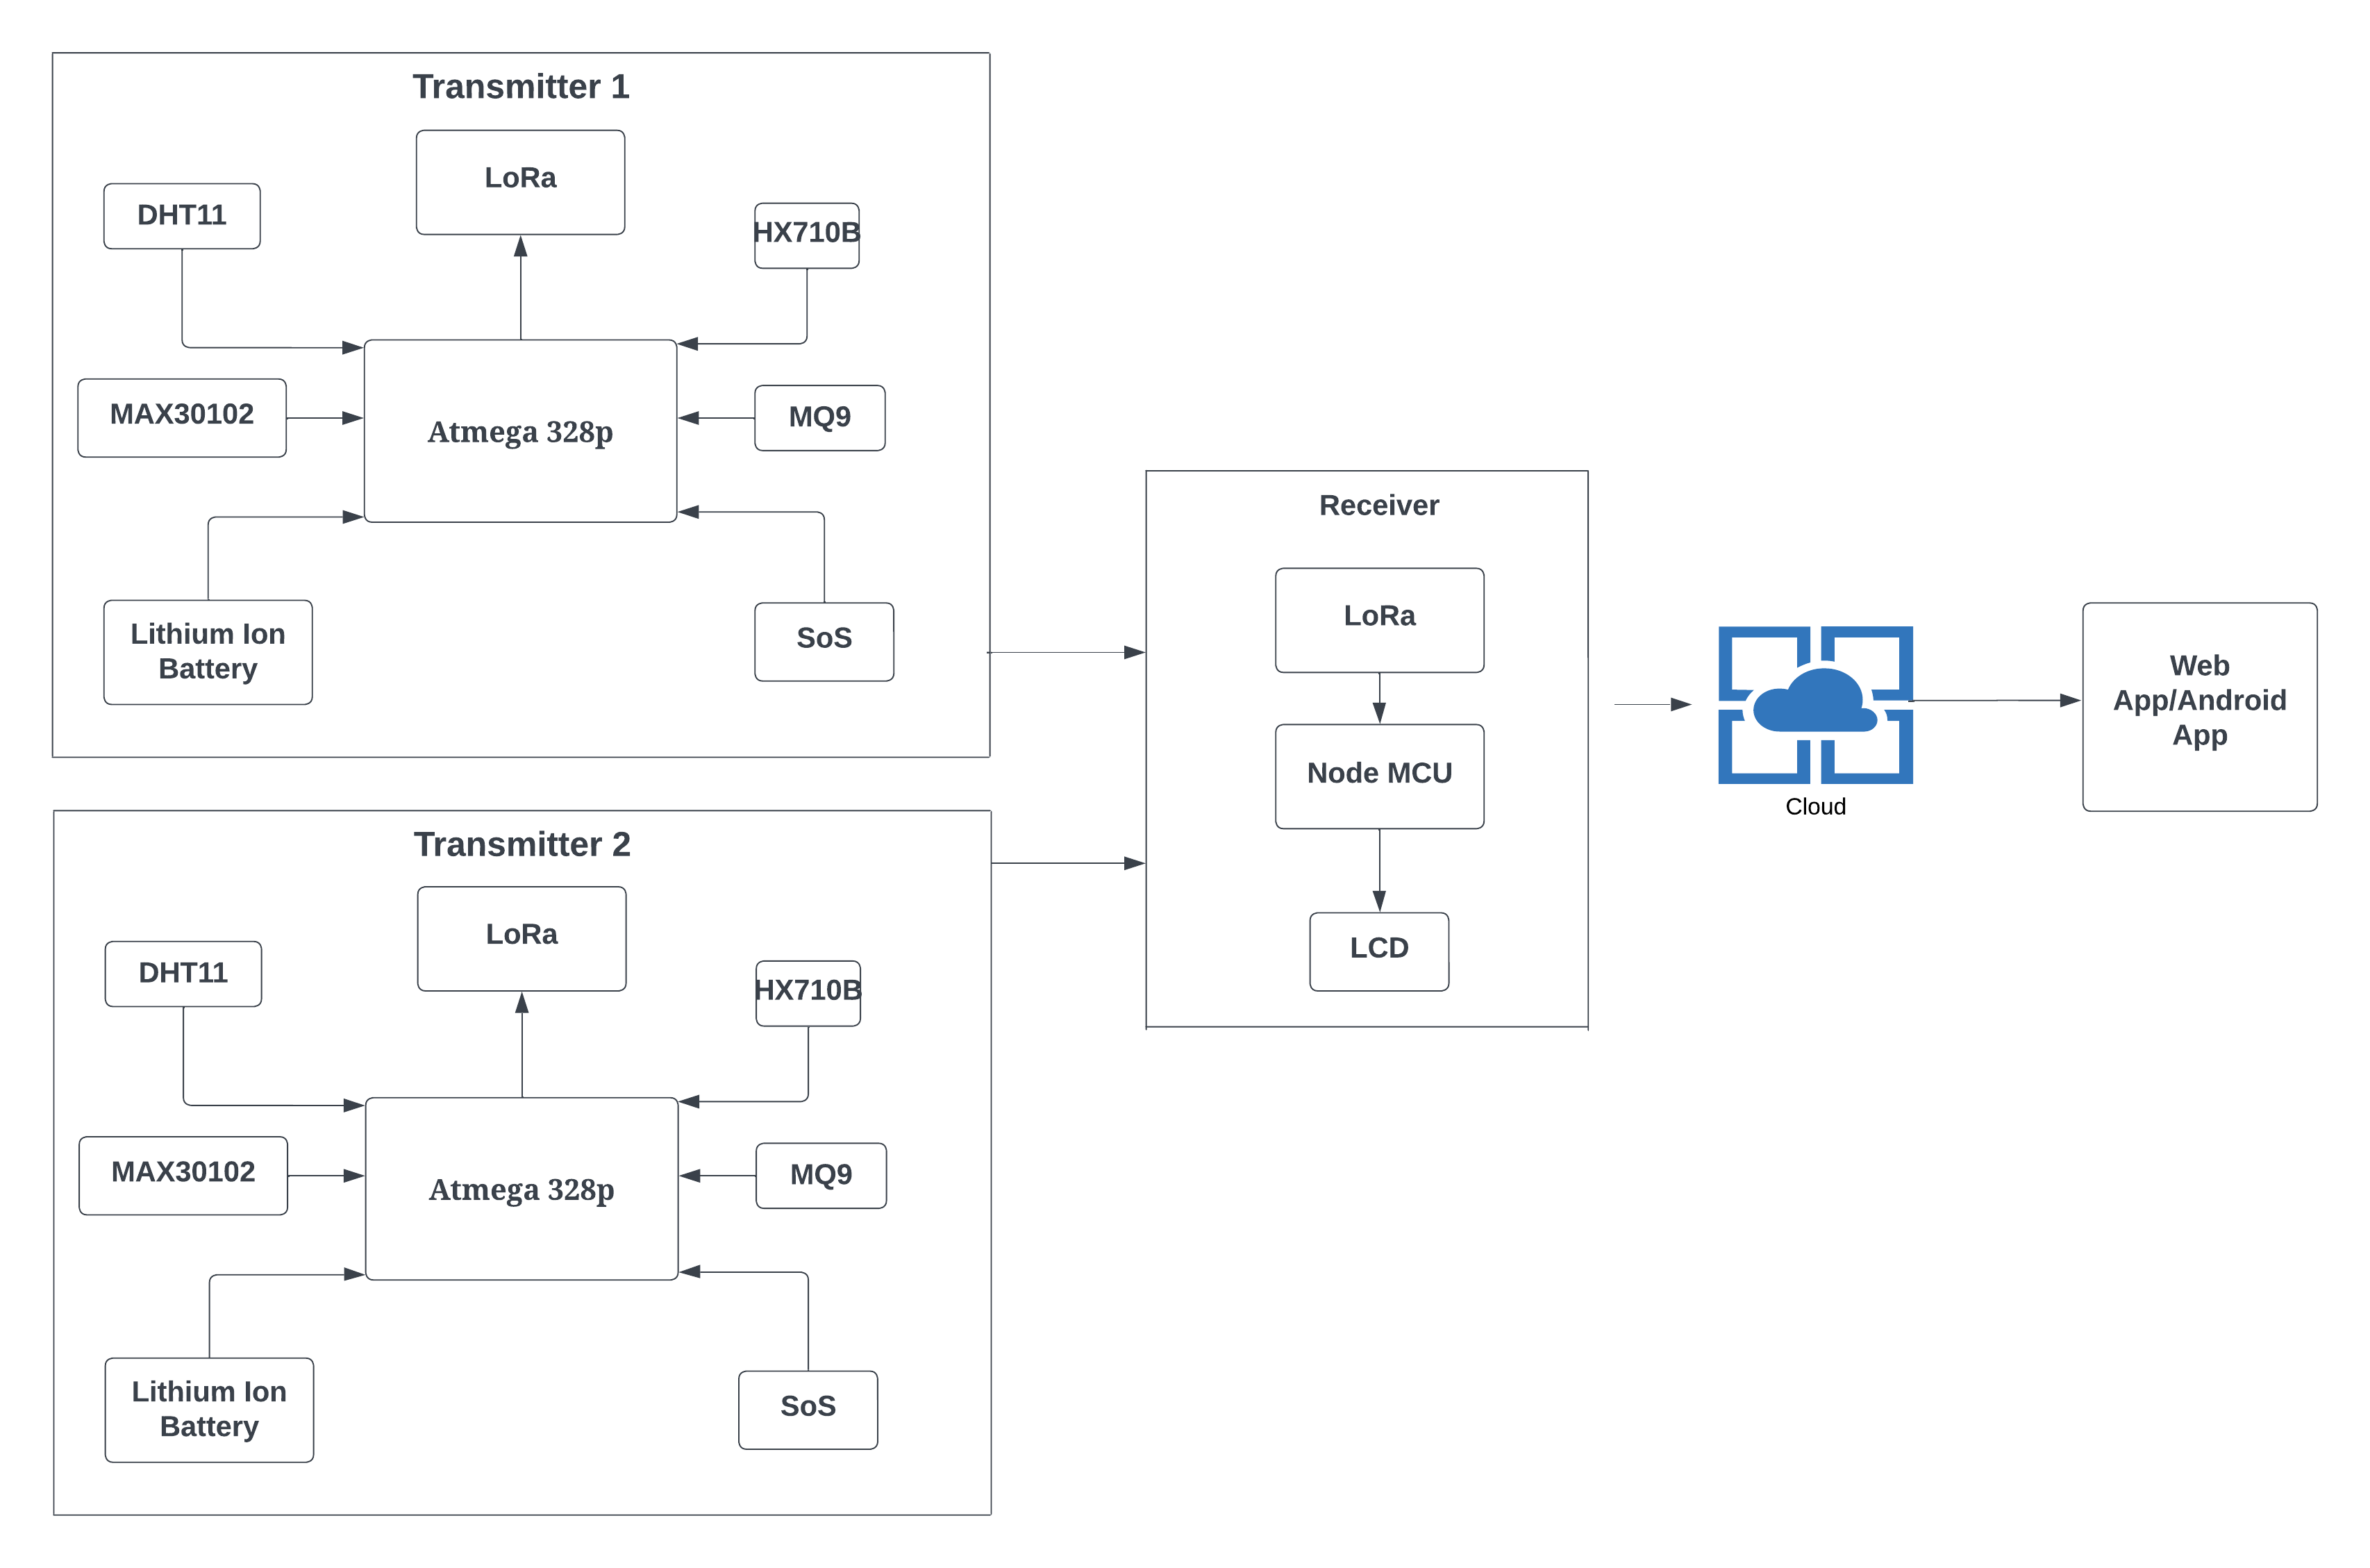 Transmitter 1
LoRa
DHT11
HX710B
MAX30102
MQ9
Atmega 328p
Lithium Ion
Battery
SoS
Transmitter 2
LoRa
DHT11
HX710B
MAX30102
MQ9
Atmega 328p
Lithium Ion
Battery
SoS
Receiver
LoRa
Node MCU
LCD
Cloud
Web
App/Android
App